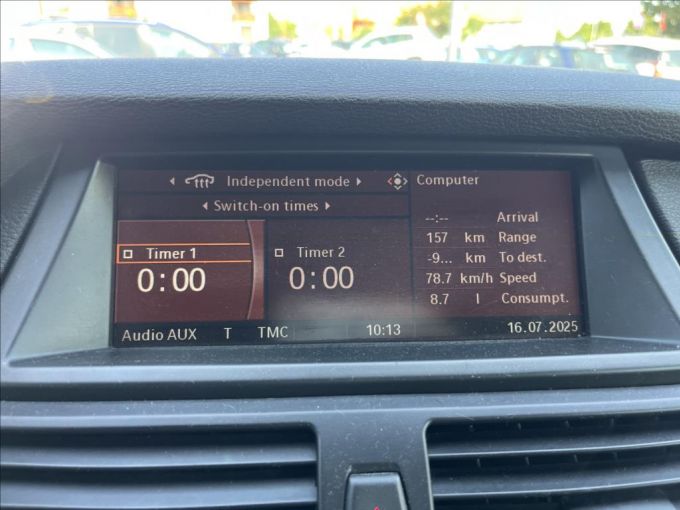 Independent mode
Switch-on times
Timer 1
0:00
Timer 2
0:00
Computer
--:-- Arrival
157 km Range
-9... km To dest.
78.7 km/h Speed
8.7 l Consumpt.
Audio AUX T TMC 10:13 16.07.2025